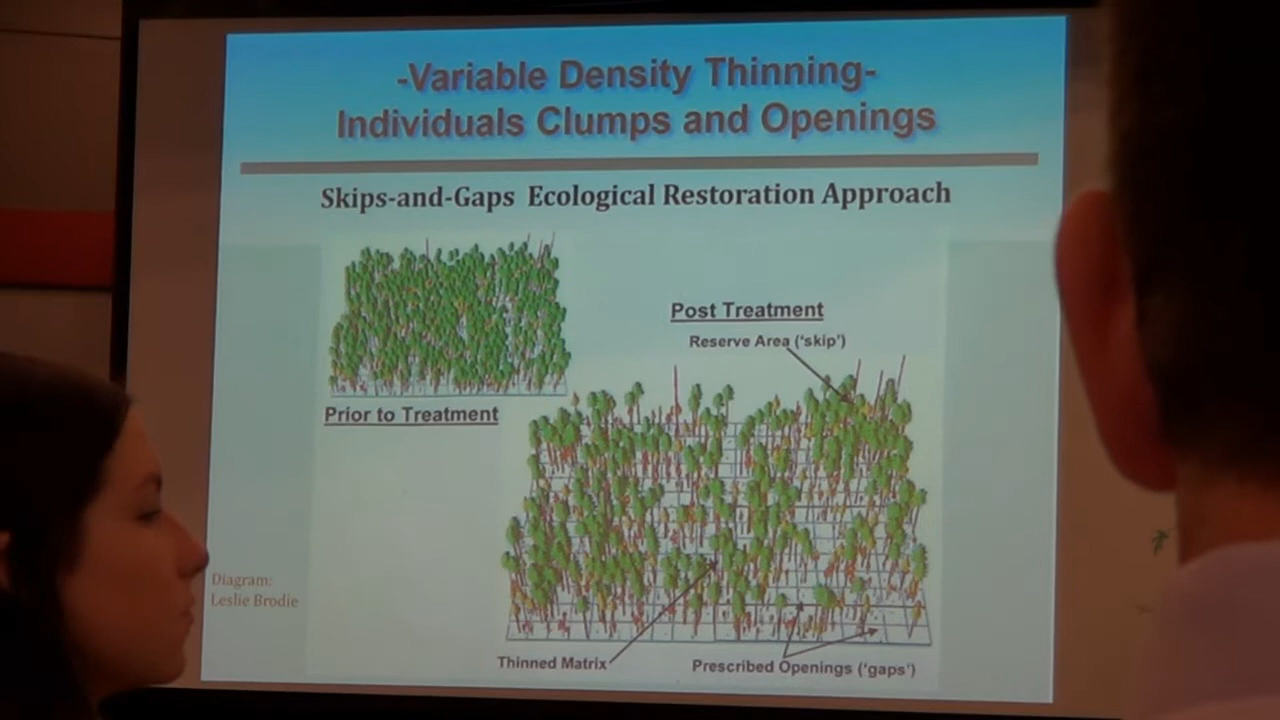 -Variable Density Thinning-
Individuals Clumps and Openings
Skips-and-Gaps Ecological Restoration Approach
Post Treatment
Reserve Area ('skip')
Prior to Treatment
Diagram:
Leslie Brodie
Thinned Matrix
Prescribed Openings ('gaps')